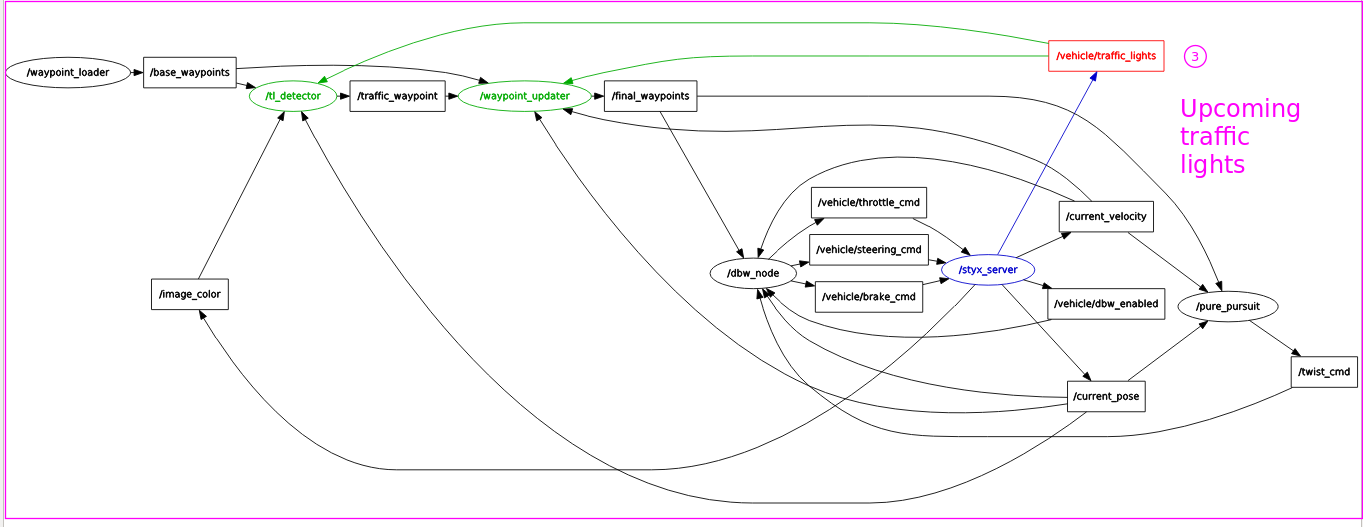 /vehicle/traffic_lights
3
/waypoint_loader
/base_waypoints
/tl_detector
/traffic_waypoint
/waypoint_updater
/final_waypoints
Upcoming
traffic
lights
/vehicle/throttle_cmd
/current_velocity
/vehicle/steering_cmd
/dbw_node
/styx_server
/image_color
/vehicle/brake_cmd
/vehicle/dbw_enabled
/pure_pursuit
/twist_cmd
/current_pose